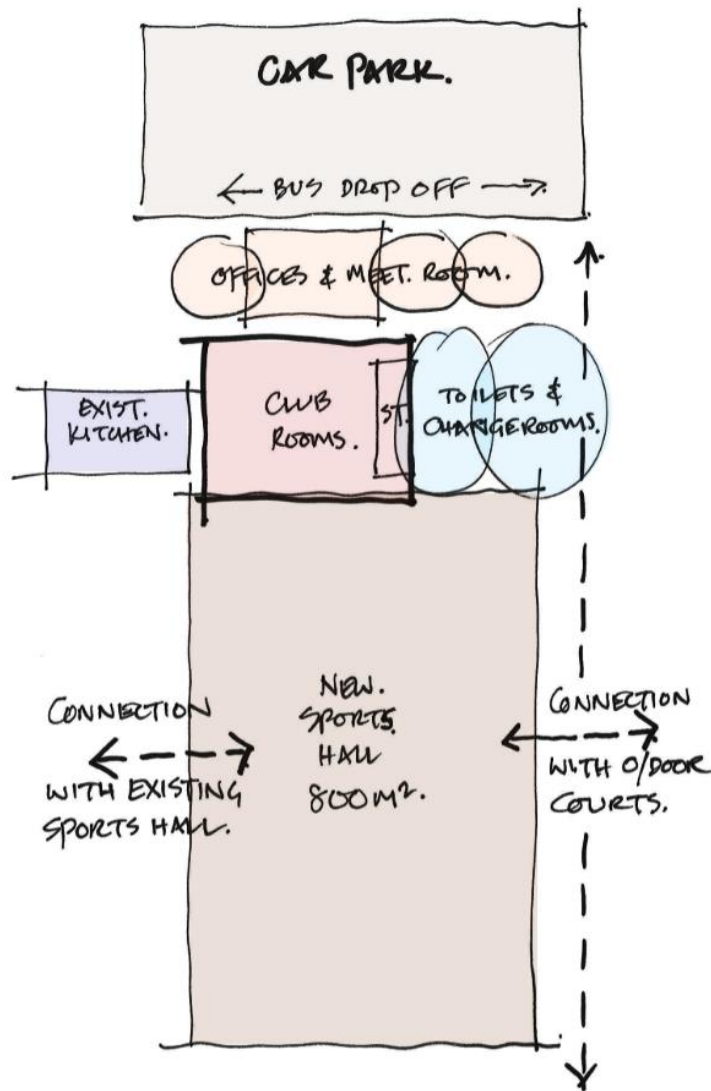 CAR PARK.
← BUS DROP OFF →
OFFICES & MEET. ROOM.
EXIST.
KITCHEN.
CLUB
ROOMS.
ST.
TOILETS &
CHANGEROOMS.
NEW.
SPORTS
HALL
800M².
CONNECTION
WITH EXISTING
SPORTS HALL.
CONNECTION
WITH O/DOOR
COURTS.